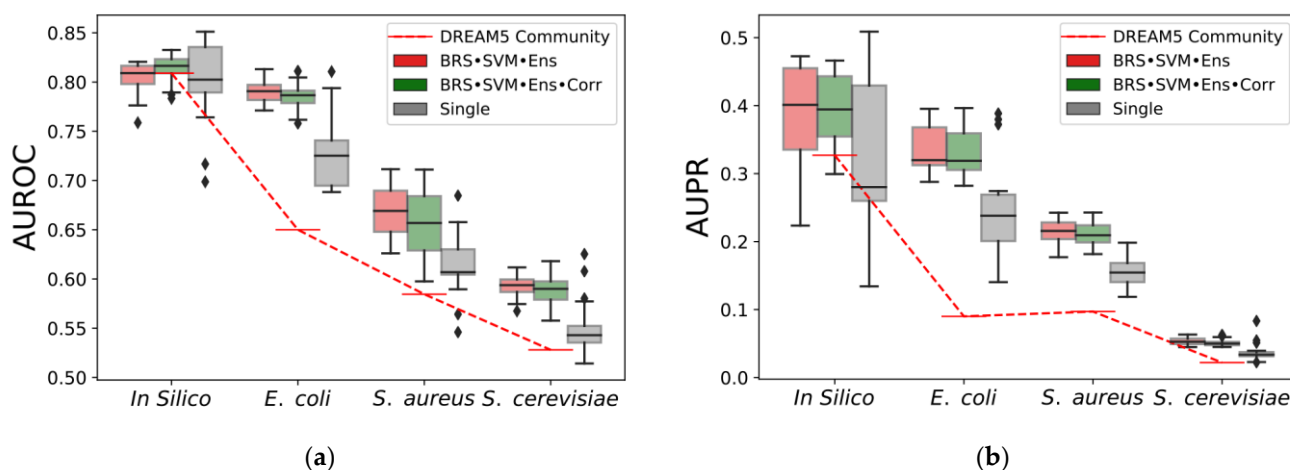 AUROC
0.85
0.80
0.75
0.70
0.65
0.60
0.55
0.50
DREAM5 Community
BRS•SVM•Ens
BRS•SVM•Ens•Corr
Single
In Silico
E. coli
S. aureus
S. cerevisiae
(a)
AUPR
0.5
0.4
0.3
0.2
0.1
0.0
DREAM5 Community
BRS•SVM•Ens
BRS•SVM•Ens•Corr
Single
In Silico
E. coli
S. aureus
S. cerevisiae
(b)